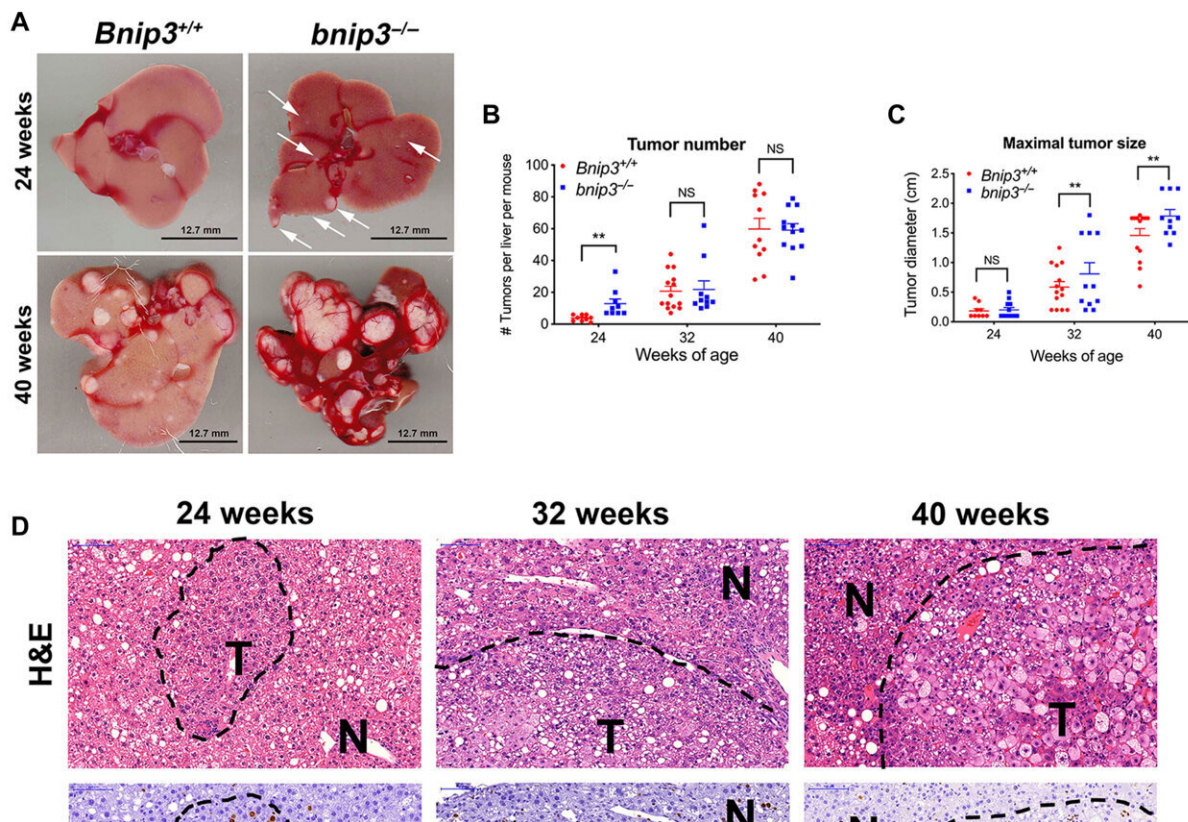 A
Bnip3+/+
bnip3–/–
24 weeks
12.7 mm
12.7 mm
40 weeks
12.7 mm
12.7 mm
B
Tumor number
Bnip3+/+
bnip3–/–
# Tumors per liver per mouse
100
80
60
40
20
0
**
NS
NS
24
32
40
Weeks of age
C
Maximal tumor size
Bnip3+/+
bnip3–/–
Tumor diameter (cm)
2.5
2.0
1.5
1.0
0.5
0.0
NS
**
**
24
32
40
Weeks of age
D
24 weeks
32 weeks
40 weeks
H&E
T
N
N
T
N
T
N
N